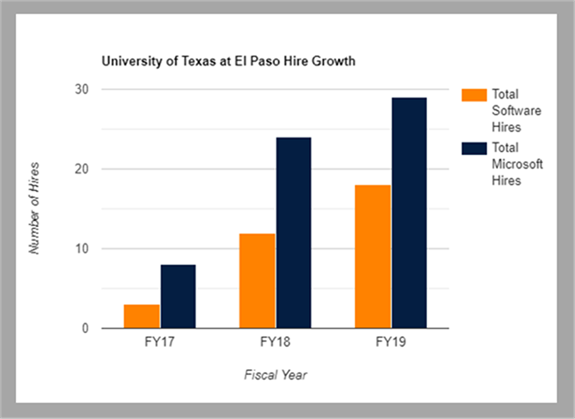 University of Texas at El Paso Hire Growth
30
20
10
0
Number of Hires
FY17
FY18
FY19
Fiscal Year
Total
Software
Hires
Total
Microsoft
Hires